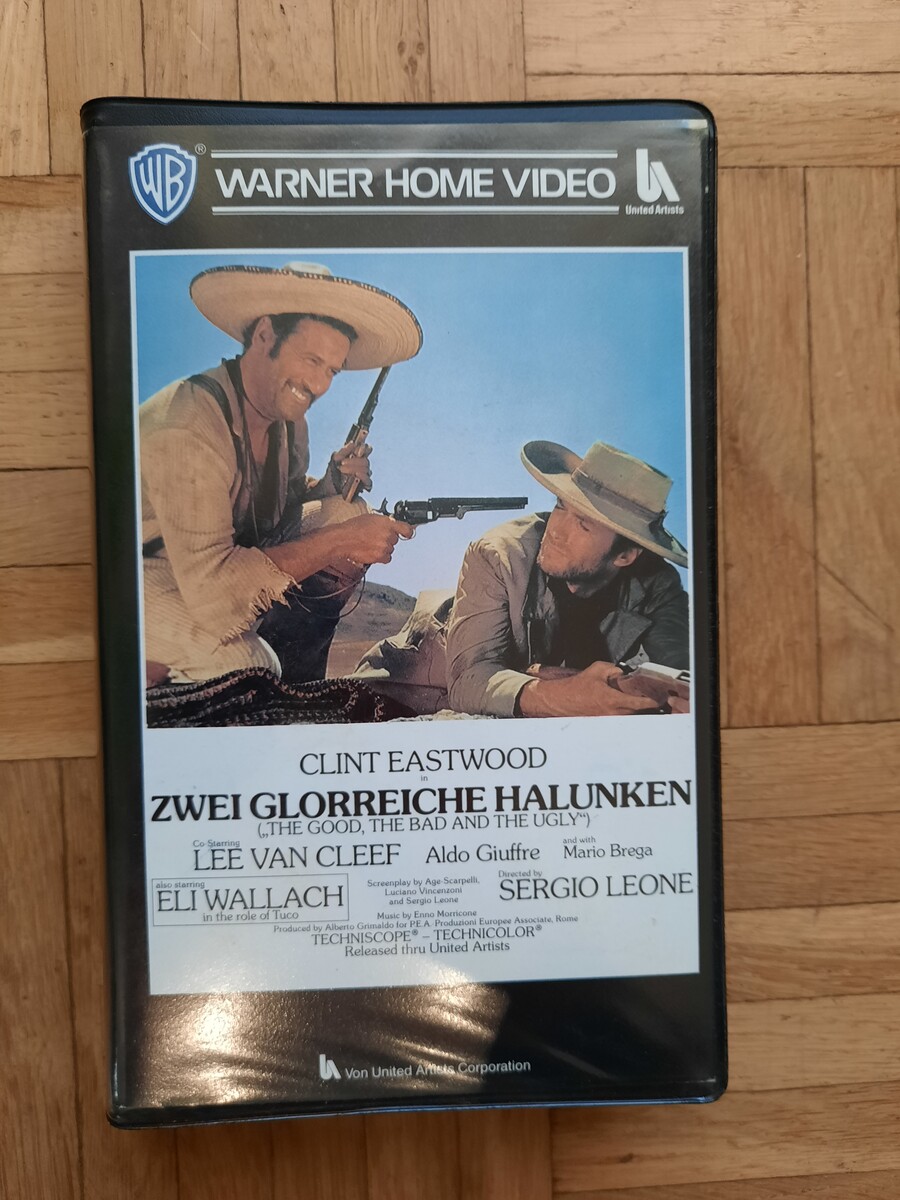 WB ®
WARNER HOME VIDEO
United Artists
CLINT EASTWOOD
in
ZWEI GLORREICHE HALUNKEN
(„THE GOOD, THE BAD AND THE UGLY“)
Co Starring
LEE VAN CLEEF
Aldo Giuffre
and with
Mario Brega
also starring
ELI WALLACH
in the role of Tuco
Screenplay by Age-Scarpelli,
Luciano Vincenzoni
and Sergio Leone
Directed by
SERGIO LEONE
Music by Enno Morricone
Produced by Alberto Grimaldo for P.E.A. Produzioni Europee Associate, Rome
TECHNISCOPE® – TECHNICOLOR®
Released thru United Artists
Von United Artists Corporation